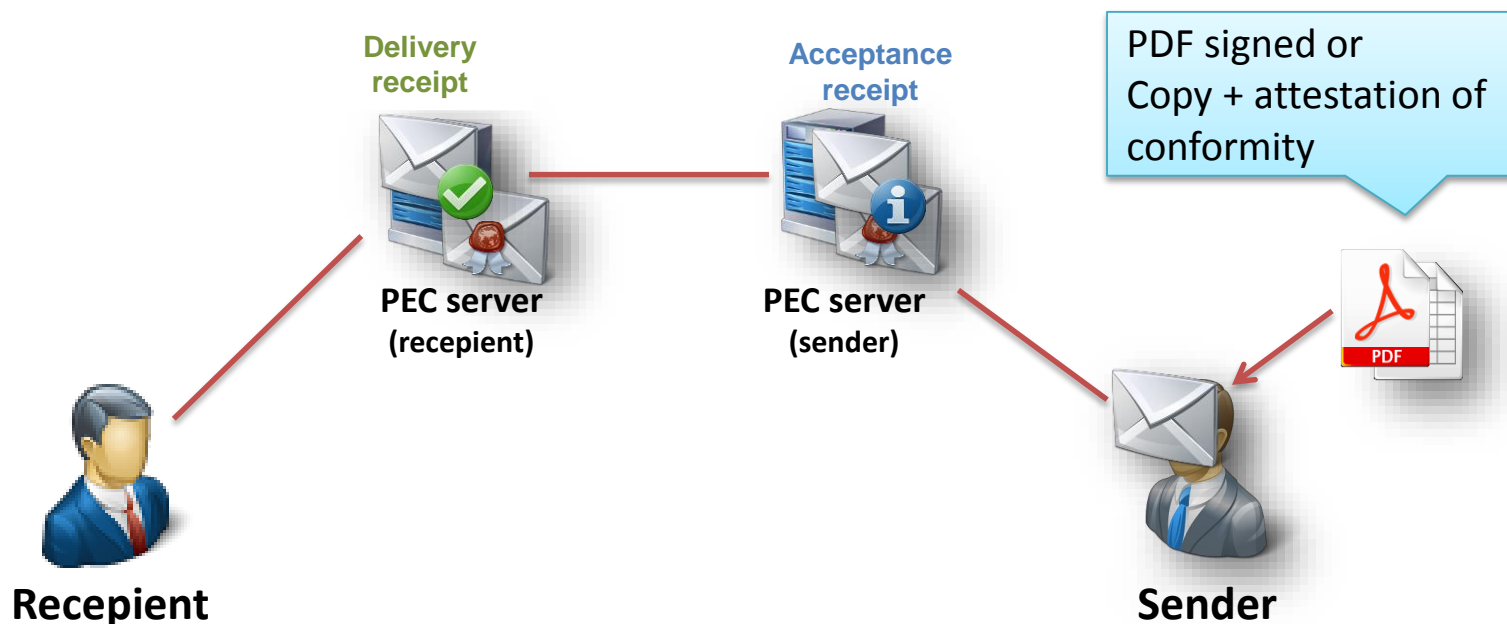 Delivery
receipt
Acceptance
receipt
PDF signed or
Copy + attestation of
conformity
PEC server
(recepient)
PEC server
(sender)
PDF
Recepient
Sender